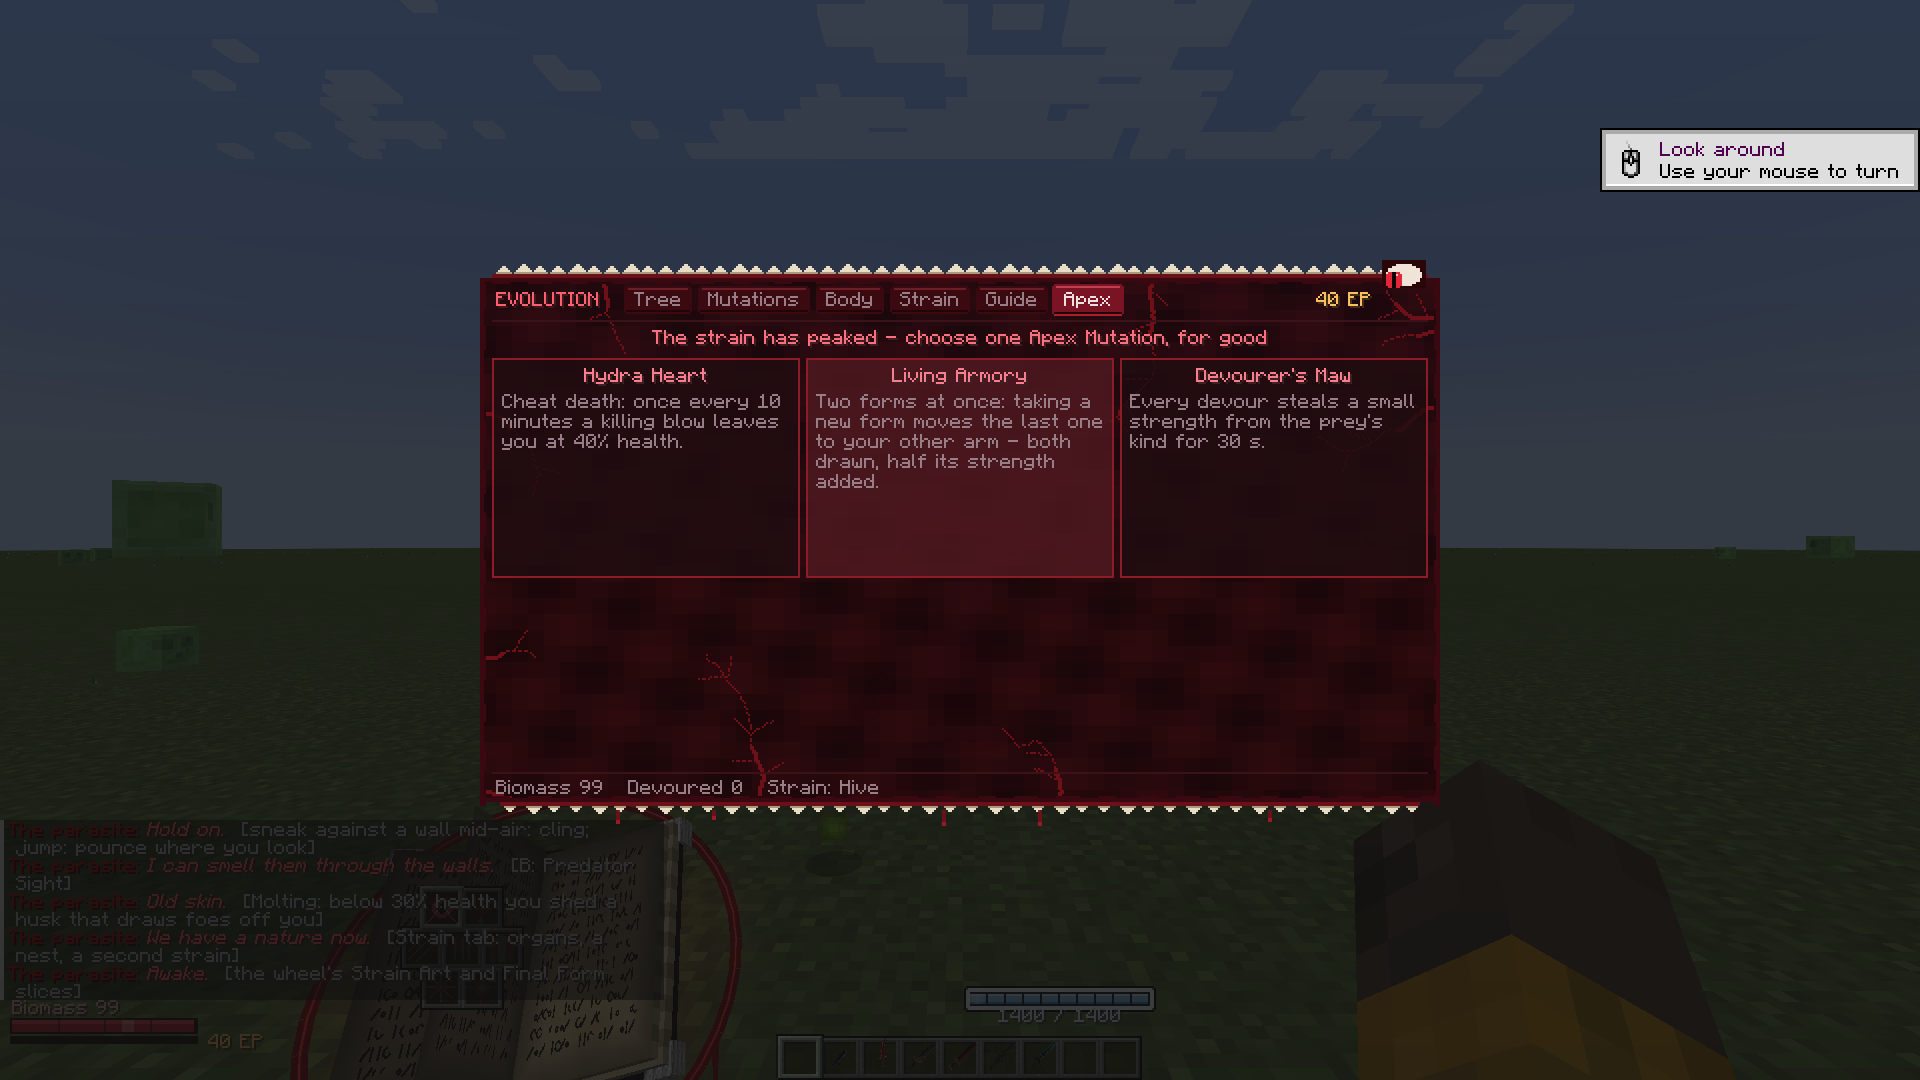 Look around
Use your mouse to turn
EVOLUTION Tree Mutations Body Strain Guide Apex 40 EP
The strain has peaked - choose one Apex Mutation, for good
Hydra Heart
Cheat death: once every 10
minutes a killing blow leaves
you at 40% health.
Living Armory
Two forms at once: taking a
new form moves the last one
to your other arm - both
drawn, half its strength
added.
Devourer's Maw
Every devour steals a small
strength from the prey's
kind for 30 s.
Biomass 99 Devoured 0 Strain: Hive
The parasite: Hold on. [sneak against a wall mid-air: cling;
jump: pounce where you look]
The parasite: I can smell them through the walls. [B: Predator
Sight]
The parasite: Old skin. [Molting: below 30% health you shed a
husk that draws foes off you]
The parasite: We have a nature now. [Strain tab: organs, a
nest, a second strain]
The parasite: Awake. [the wheel's Strain Art and Final Form
slices]
Biomass 99
40 EP
1400 / 1400